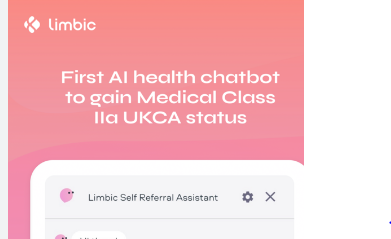 limbic
First AI health chatbot
to gain Medical Class
IIa UKCA status
Limbic Self Referral Assistant